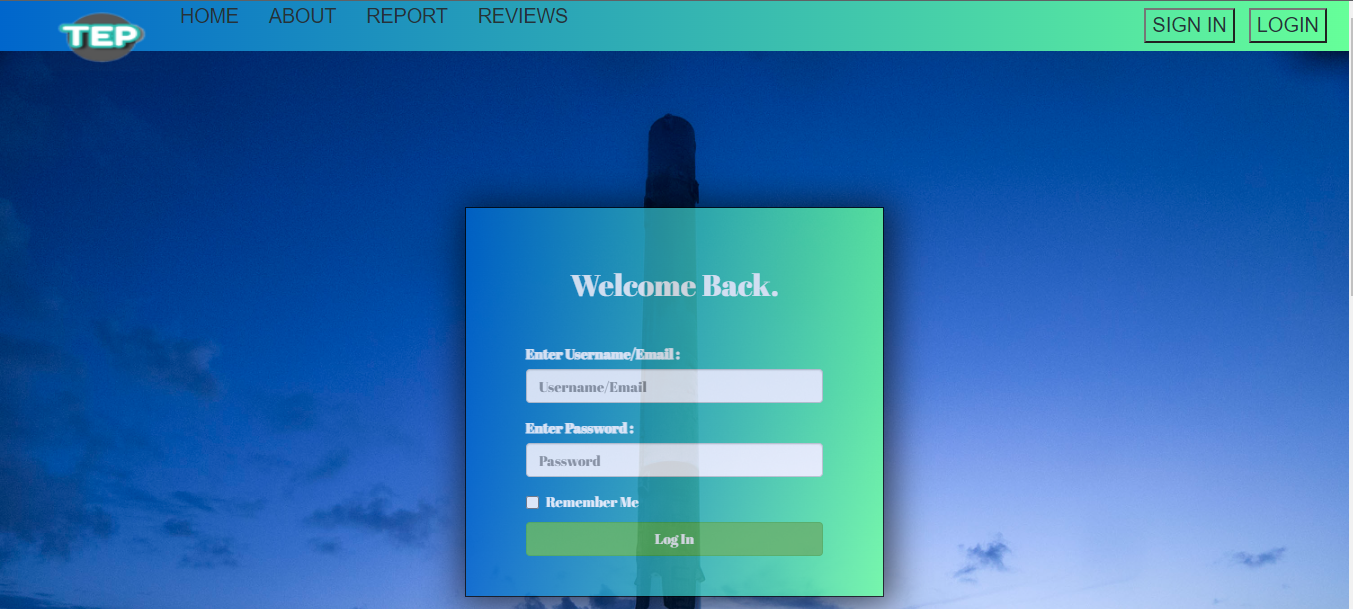 TEP
HOME ABOUT REPORT REVIEWS SIGN IN LOGIN
Welcome Back.
Enter Username/Email :
Username/Email
Enter Password :
Password
Remember Me
Log In